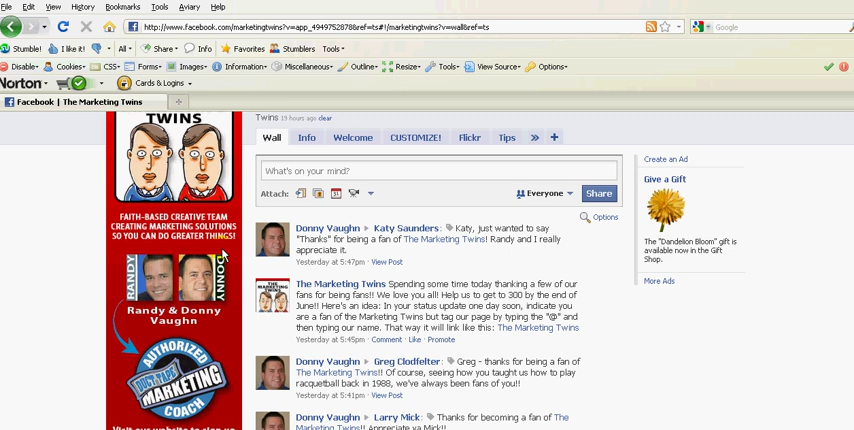 File Edit View History Bookmarks Tools Aviary Help
http://www.facebook.com/marketingtwins?v=app_4949752878&ref=ts#!/marketingtwins?v=wall&ref=ts
Google
Stumble! I like it! All Share Info Favorites Stumblers Tools
Disable Cookies CSS Forms Images Information Miscellaneous Outline Resize Tools View Source Options
Norton Cards & Logins
Facebook | The Marketing Twins
TWINS
FAITH-BASED CREATIVE TEAM
CREATING MARKETING SOLUTIONS
SO YOU CAN DO GREATER THINGS!
RANDY
DONNY
Randy & Donny
Vaughn
AUTHORIZED
DUCT TAPE
MARKETING
COACH
Visit our website to sign up
Twins 19 hours ago clear
Wall Info Welcome CUSTOMIZE! Flickr Tips » +
What's on your mind?
Attach: 31 Everyone Share
Options
Donny Vaughn Katy Saunders: Katy, just wanted to say
"Thanks" for being a fan of The Marketing Twins! Randy and I really
appreciate it.
Yesterday at 5:47pm · View Post
THE MARKETING TWINS
The Marketing Twins Spending some time today thanking a few of our
fans for being fans!! We love you all! Help us to get to 300 by the end of
June!! Here's an idea: In your status update one day soon, indicate you
are a fan of the Marketing Twins but tag our page by typing the "@" and
then typing our name. That way it will link like this: The Marketing Twins
Yesterday at 5:45pm · Comment · Like · Promote
Donny Vaughn Greg Clodfelter: Greg - thanks for being a fan of
The Marketing Twins!! Of course, seeing how you taught us how to play
racquetball back in 1988, we've always been fans of you!!
Yesterday at 5:41pm · View Post
Donny Vaughn Larry Mick: Thanks for becoming a fan of The
Marketing Twins!! Appreciate ya Mick!!
Create an Ad
Give a Gift
The "Dandelion Bloom" gift is
available now in the Gift
Shop.
More Ads